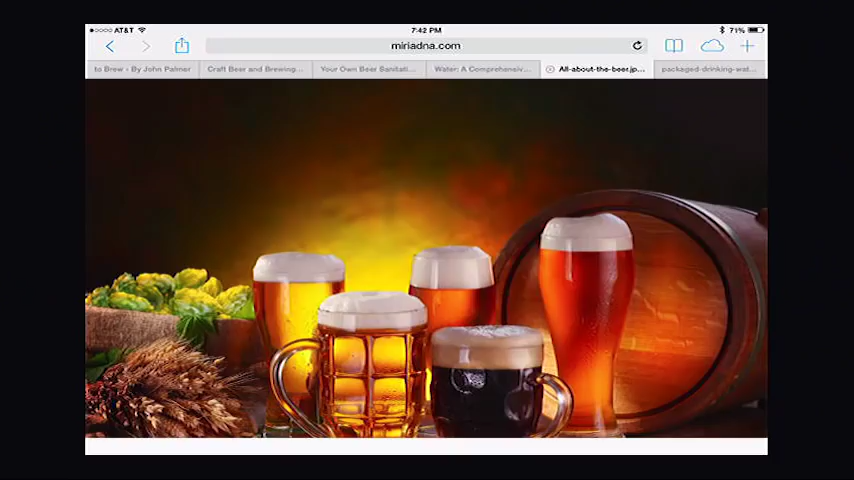 AT&T
7:42 PM
71%
miriadna.com
to Brew - By John Palmer
Craft Beer and Brewing...
Your Own Beer Sanitati...
Water: A Comprehensiv...
All-about-the-beer.jp...
packaged-drinking-wat...